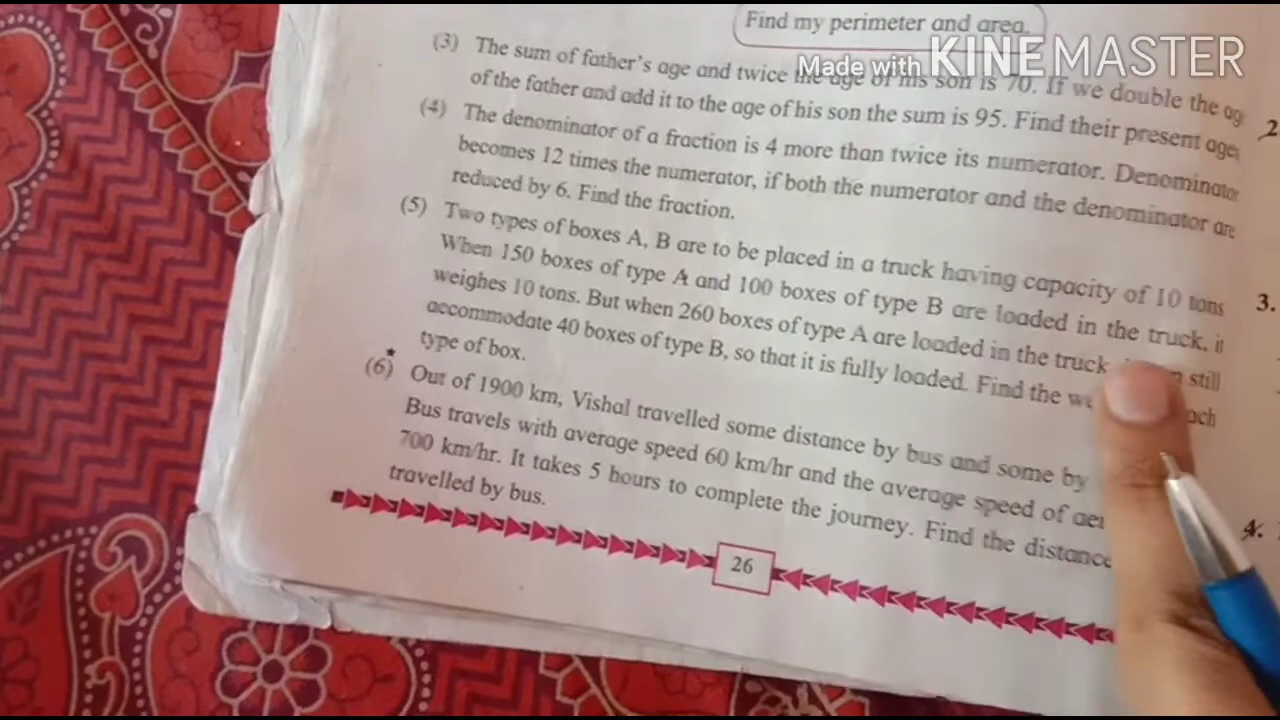 Find my perimeter and area.
Made with KINEMASTER
(3) The sum of father's age and twice the age of his son is 70. If we double the ag
of the father and add it to the age of his son the sum is 95. Find their present ages
(4) The denominator of a fraction is 4 more than twice its numerator. Denominator
becomes 12 times the numerator, if both the numerator and the denominator are
reduced by 6. Find the fraction.
(5) Two types of boxes A, B are to be placed in a truck having capacity of 10 tons
When 150 boxes of type A and 100 boxes of type B are loaded in the truck, it
weighes 10 tons. But when 260 boxes of type A are loaded in the truck still
accommodate 40 boxes of type B, so that it is fully loaded. Find the
type of box.
(6)* Out of 1900 km, Vishal travelled some distance by bus and some by
Bus travels with average speed 60 km/hr and the average speed of
700 km/hr. It takes 5 hours to complete the journey. Find the distance
travelled by bus.
26
2
3.
4.